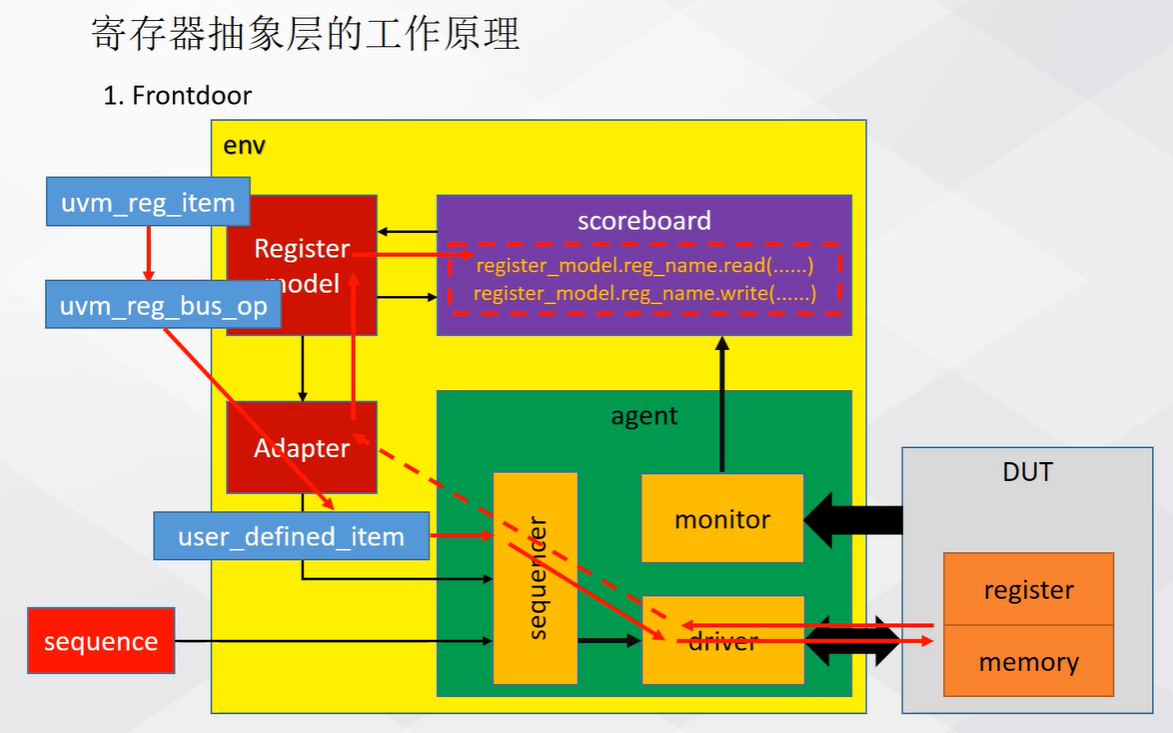 寄存器抽象层的工作原理
1. Frontdoor
env
uvm_reg_item
Register
model
scoreboard
register_model.reg_name.read(......)
register_model.reg_name.write(......)
uvm_reg_bus_op
Adapter
agent
DUT
user_defined_item
sequencer
monitor
register
sequence
driver
memory